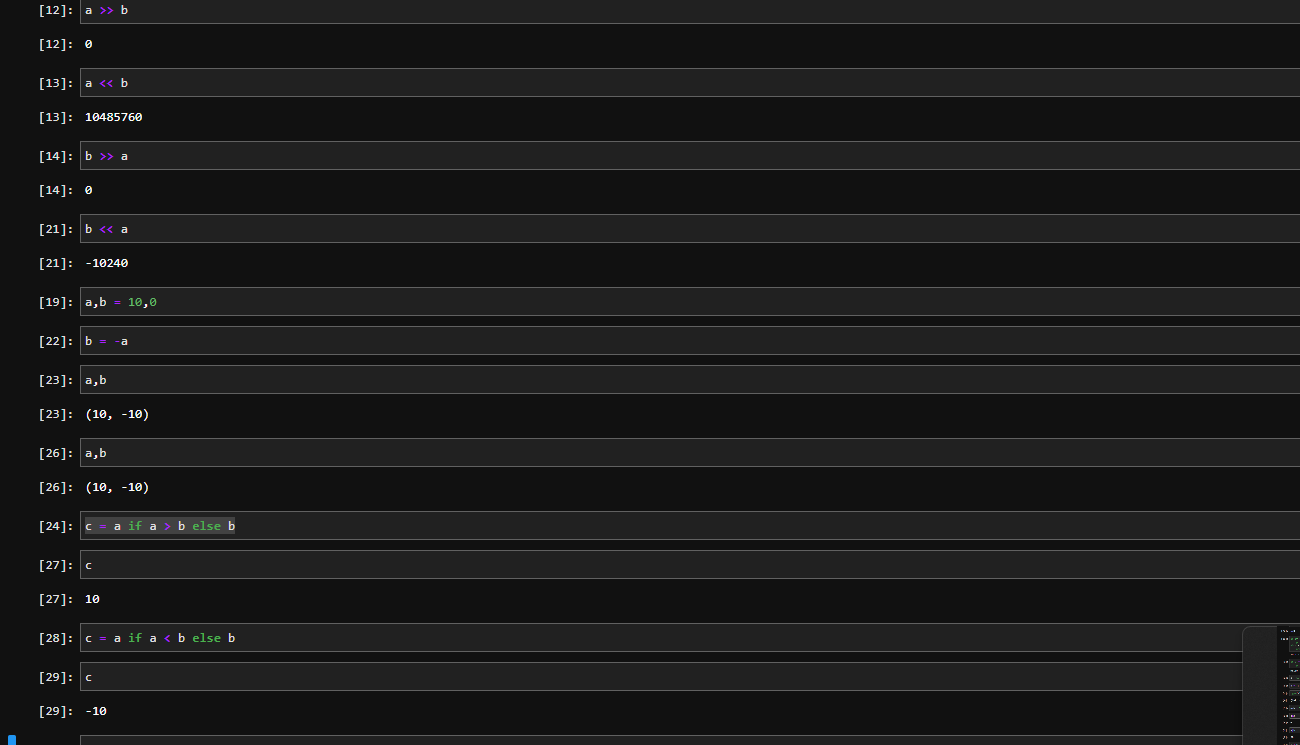 [12]: a >> b
[12]: 0
[13]: a << b
[13]: 10485760
[14]: b >> a
[14]: 0
[21]: b << a
[21]: -10240
[19]: a,b = 10,0
[22]: b = -a
[23]: a,b
[23]: (10, -10)
[26]: a,b
[26]: (10, -10)
[24]: c = a if a > b else b
[27]: c
[27]: 10
[28]: c = a if a < b else b
[29]: c
[29]: -10